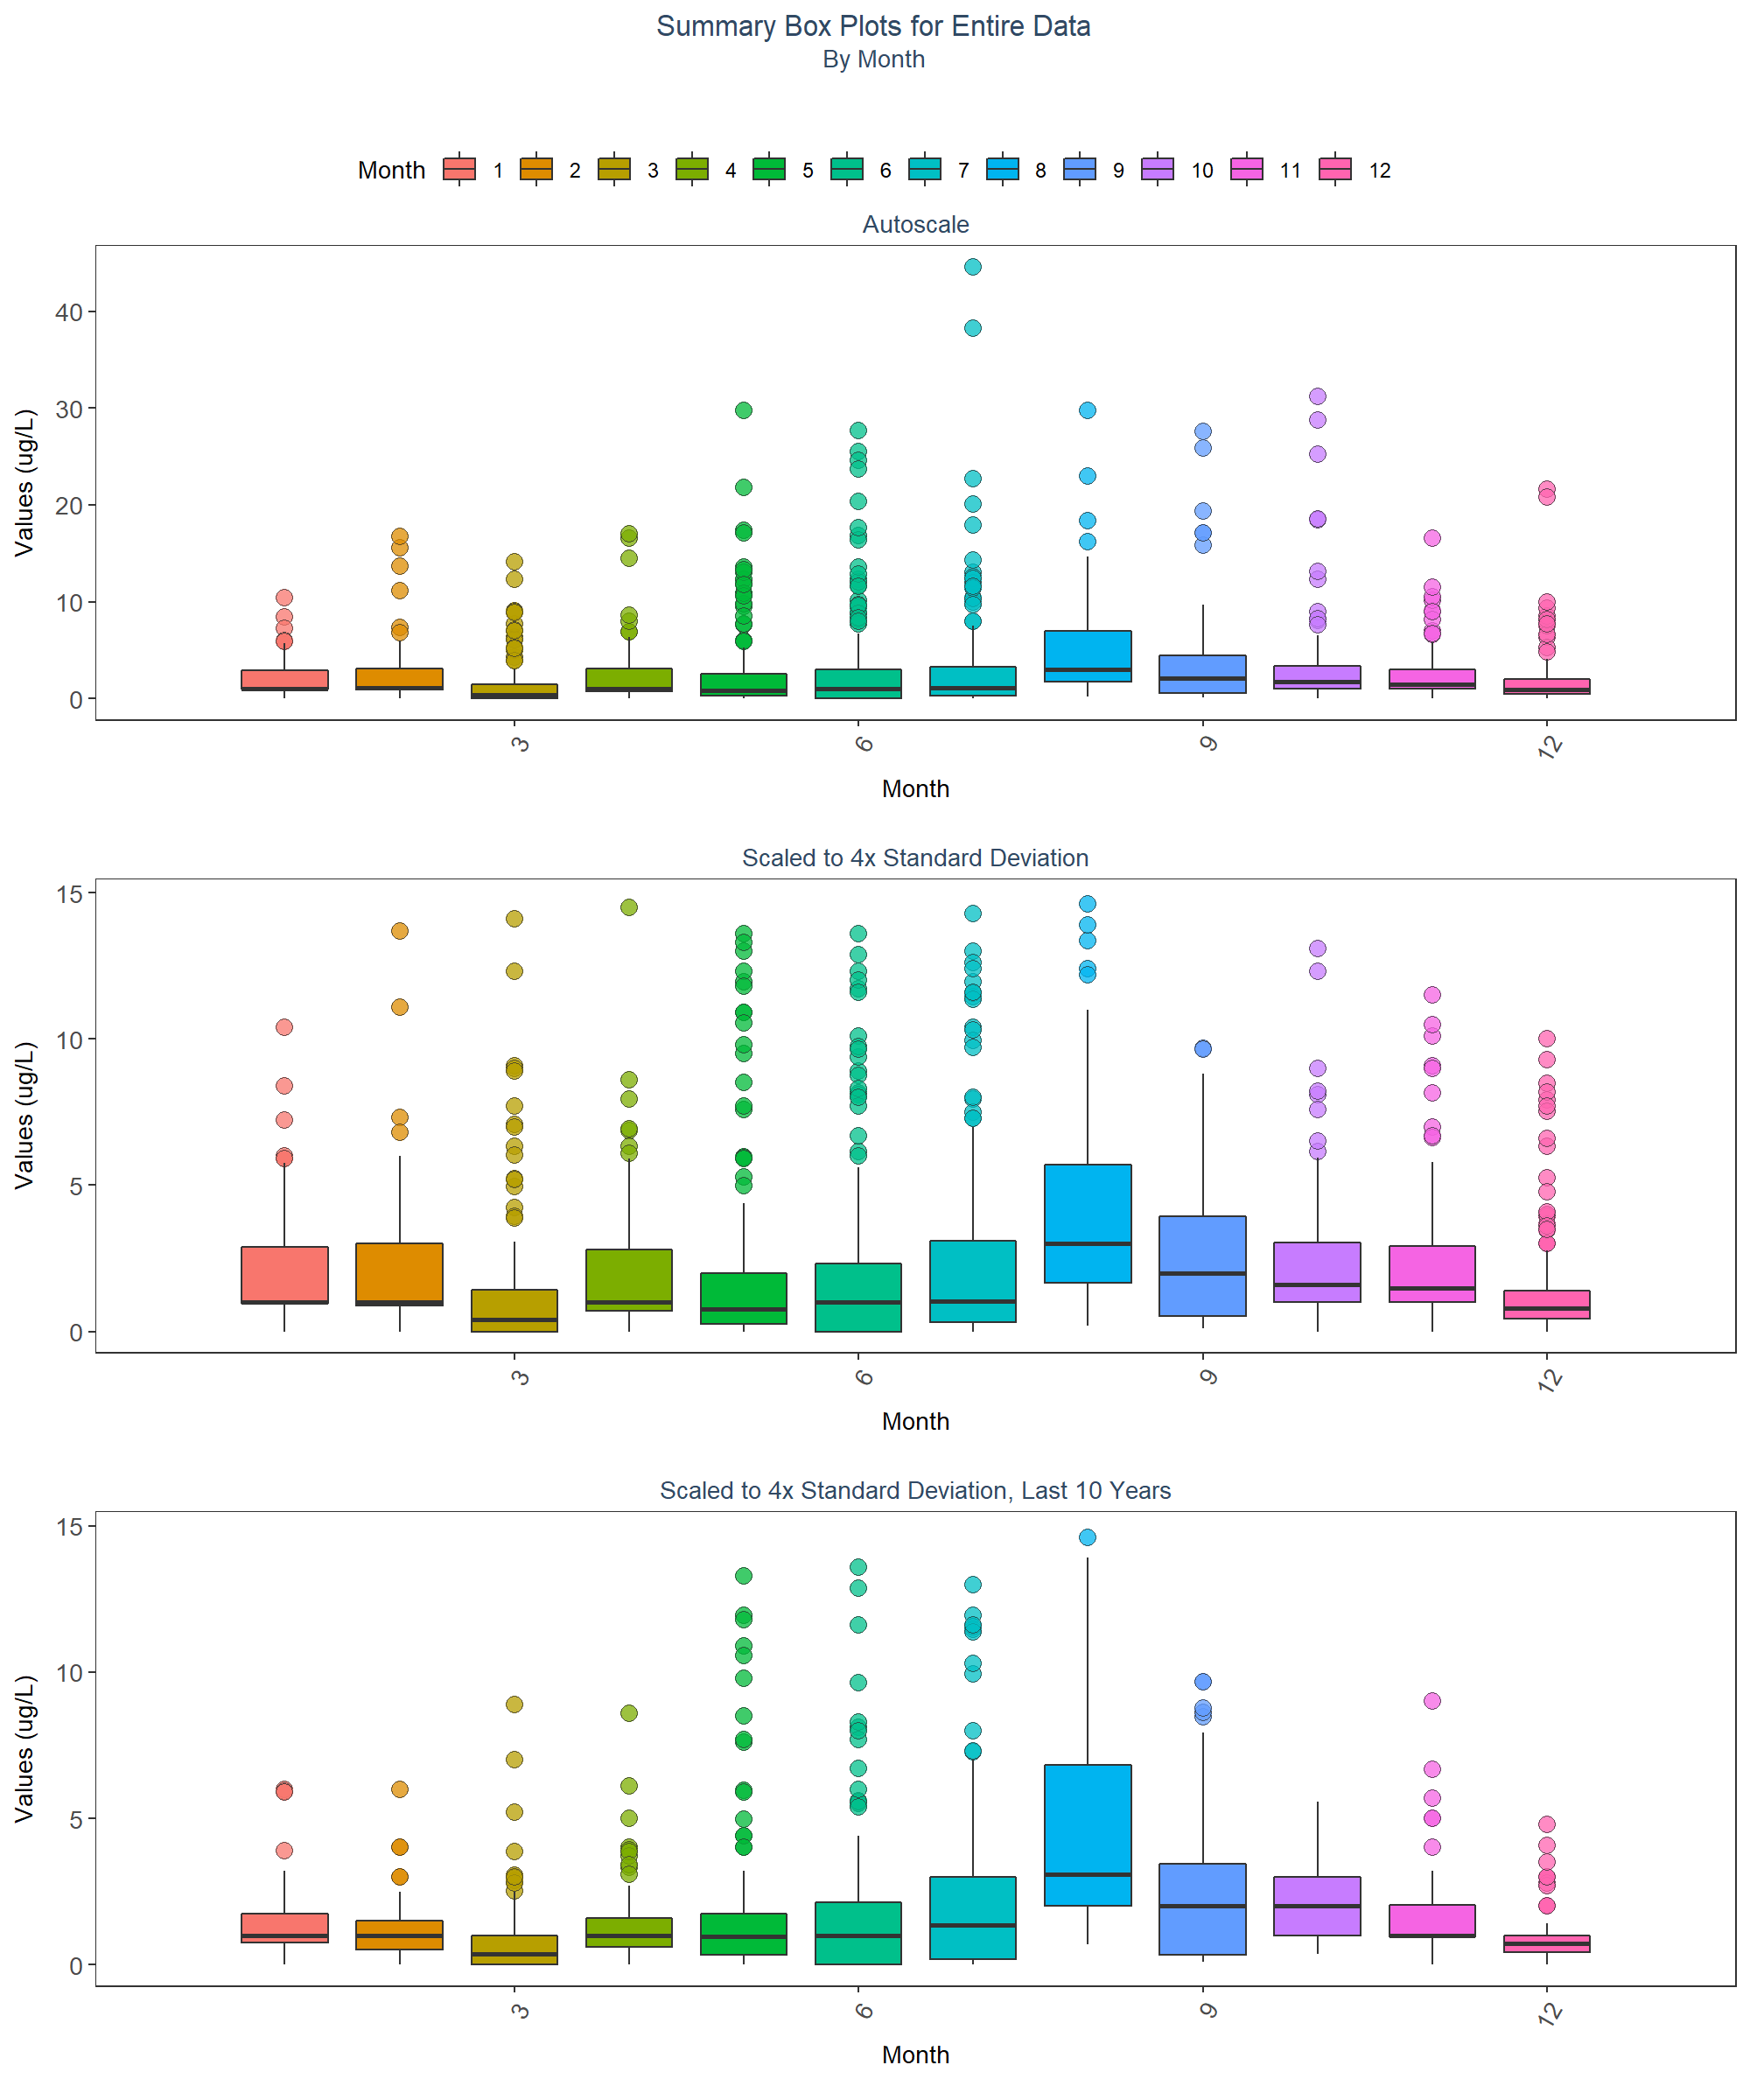 Summary Box Plots for Entire Data
By Month
Month 1 2 3 4 5 6 7 8 9 10 11 12
Autoscale
Values (ug/L)
40
30
20
10
0
3 6 9 12
Month
Scaled to 4x Standard Deviation
Values (ug/L)
15
10
5
0
3 6 9 12
Month
Scaled to 4x Standard Deviation, Last 10 Years
Values (ug/L)
15
10
5
0
3 6 9 12
Month